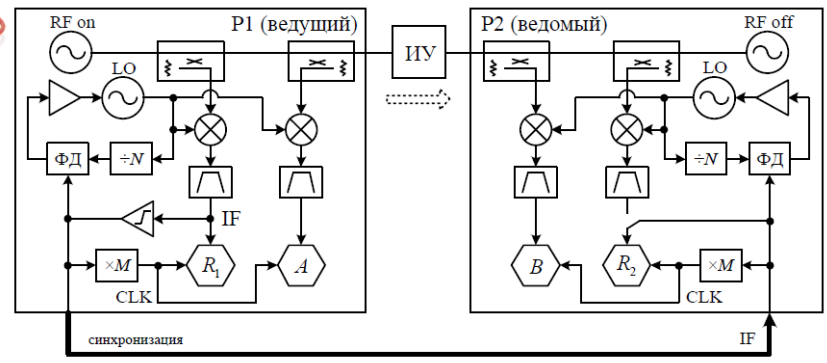 RF on
P1 (ведущий)
ИУ
P2 (ведомый)
RF off
LO
LO
ФД
÷N
÷N
ФД
IF
×M
R1
A
B
R2
×M
CLK
CLK
синхронизация
IF